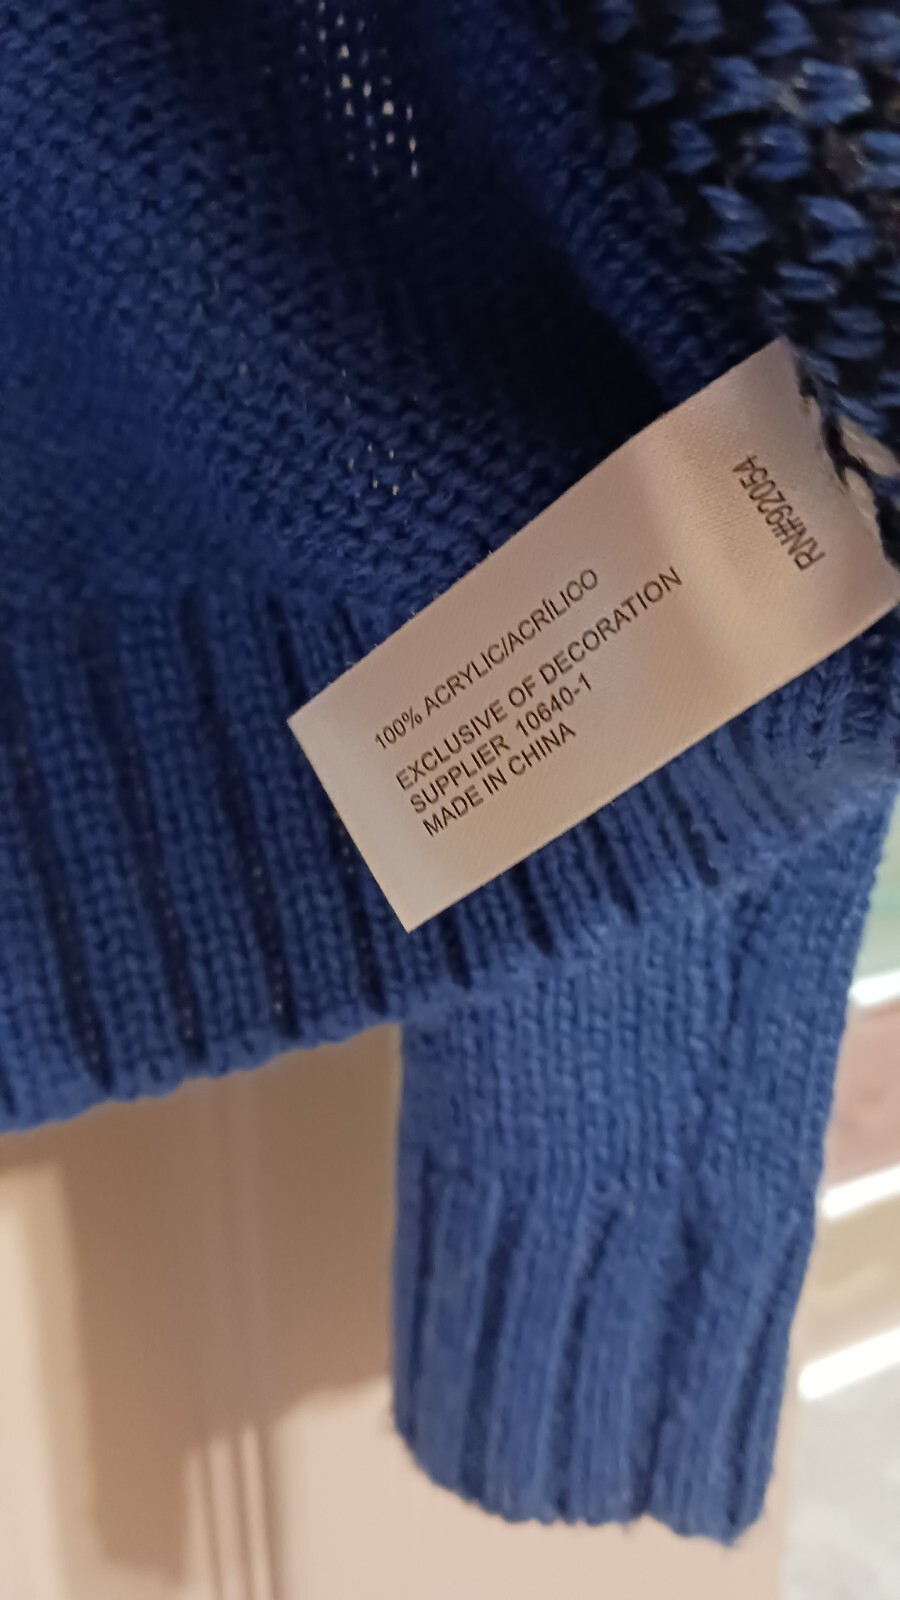 RN#92054
100% ACRYLIC/ACRÍLICO
EXCLUSIVE OF DECORATION
SUPPLIER 10640-1
MADE IN CHINA